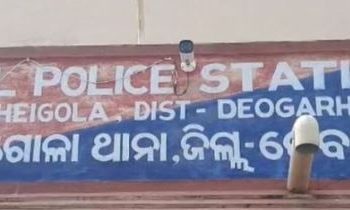 L POLICE STATI
HEIGOLA, DIST- DEOGARH
ଗୋଳା ଥାନା,ଜିଲ୍ଲା-ଦେବ